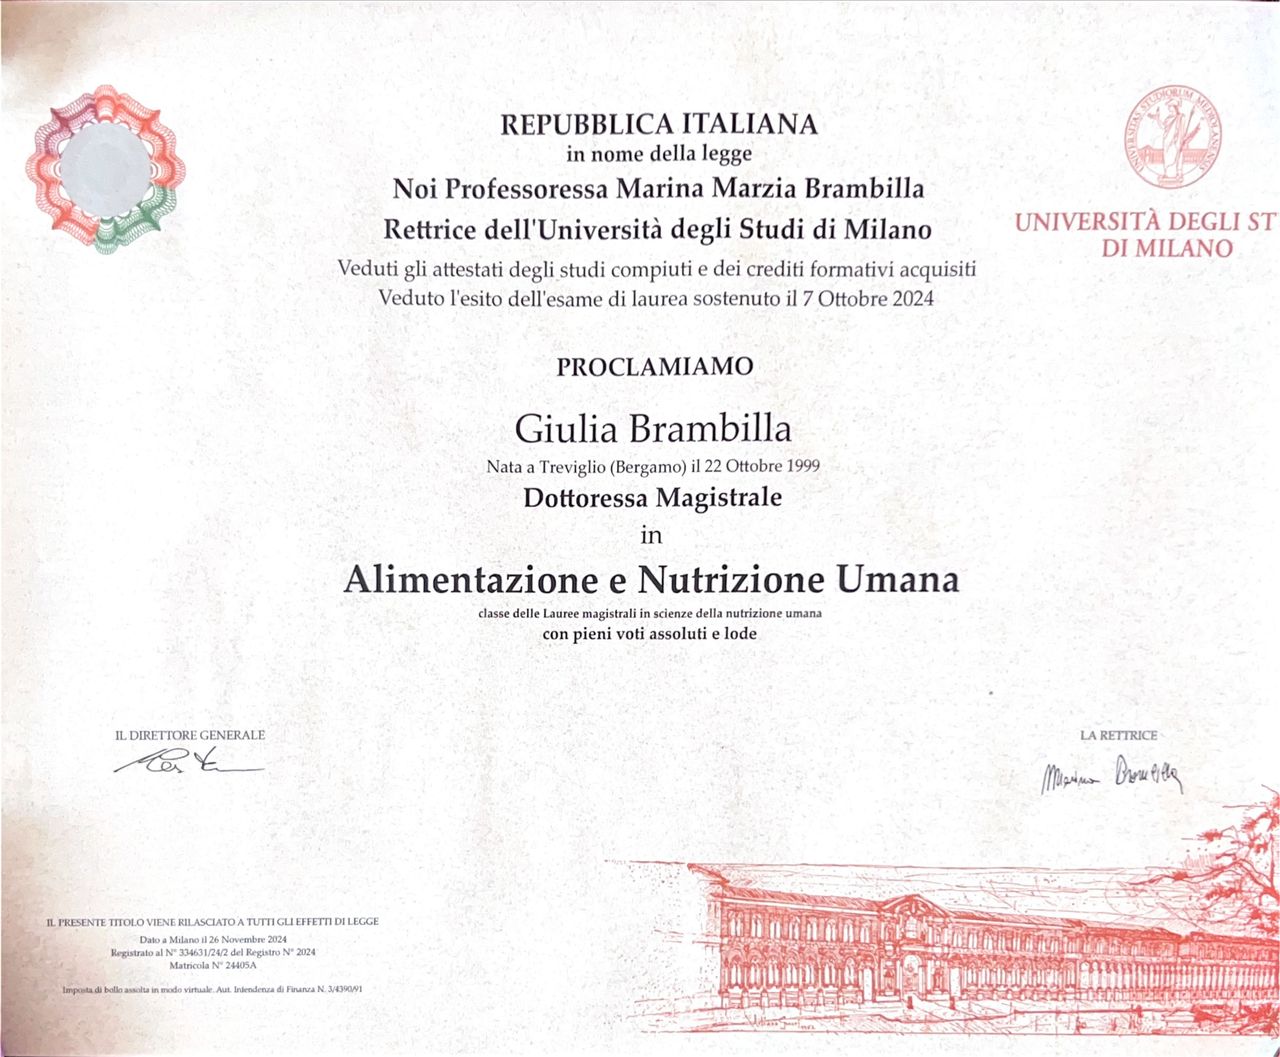 REPUBBLICA ITALIANA
in nome della legge
Noi Professoressa Marina Marzia Brambilla
Rettrice dell'Università degli Studi di Milano
Veduti gli attestati degli studi compiuti e dei crediti formativi acquisiti
Veduto l'esito dell'esame di laurea sostenuto il 7 Ottobre 2024
UNIVERSITAS STUDIORUM MEDIOLANENSIS
UNIVERSITÀ DEGLI ST
DI MILANO
PROCLAMIAMO
Giulia Brambilla
Nata a Treviglio (Bergamo) il 22 Ottobre 1999
Dottoressa Magistrale
in
Alimentazione e Nutrizione Umana
classe delle Lauree magistrali in scienze della nutrizione umana
con pieni voti assoluti e lode
IL DIRETTORE GENERALE
LA RETTRICE
Marina Brambilla
IL PRESENTE TITOLO VIENE RILASCIATO A TUTTI GLI EFFETTI DI LEGGE
Dato a Milano il 26 Novembre 2024
Registrato al N° 334631/24/2 del Registro N° 2024
Matricola N° 24405A
Imposta di bollo assolta in modo virtuale. Aut. Intendenza di Finanza N. 3/4390/91